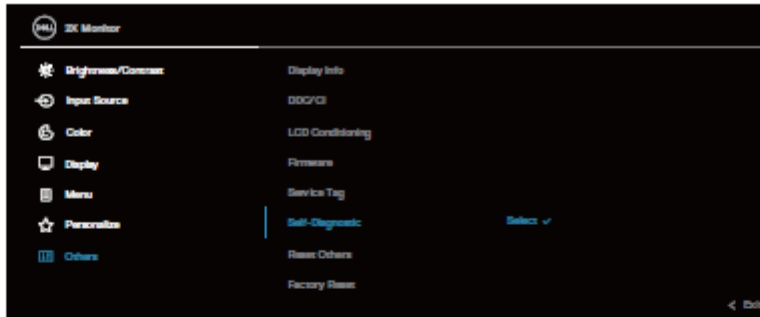 DELL 2K Monitor
Brightness/Contrast
Display Info
Input Source
DDC/CI
Color
LCD Conditioning
Display
Firmware
Menu
Service Tag
Personalize
Self-Diagnostic Select ✓
Others
Reset Others
Factory Reset
< Exit